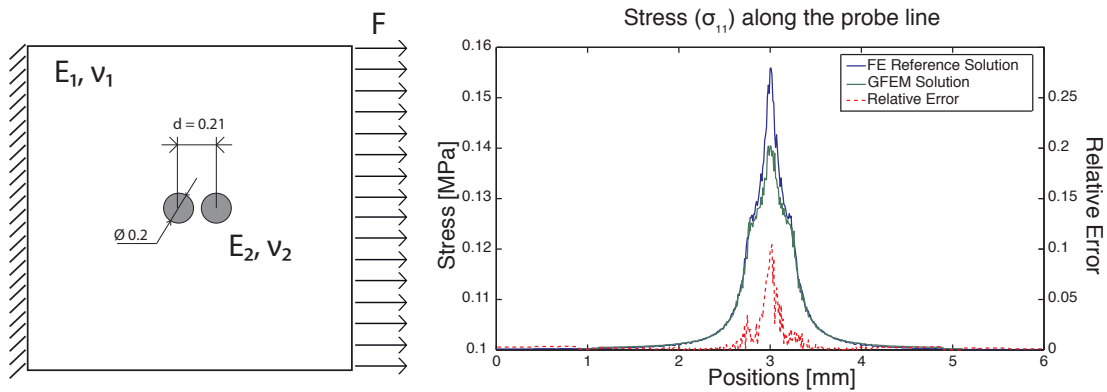 F
E₁, ν₁
d = 0.21
Ø 0.2
E₂, ν₂
Stress (σ₁₁) along the probe line
FE Reference Solution
GFEM Solution
Relative Error
Stress [MPa]
0.16
0.15
0.14
0.13
0.12
0.11
0.1
0.25
0.2
0.15
0.1
0.05
0
Relative Error
0 1 2 3 4 5 6
Positions [mm]